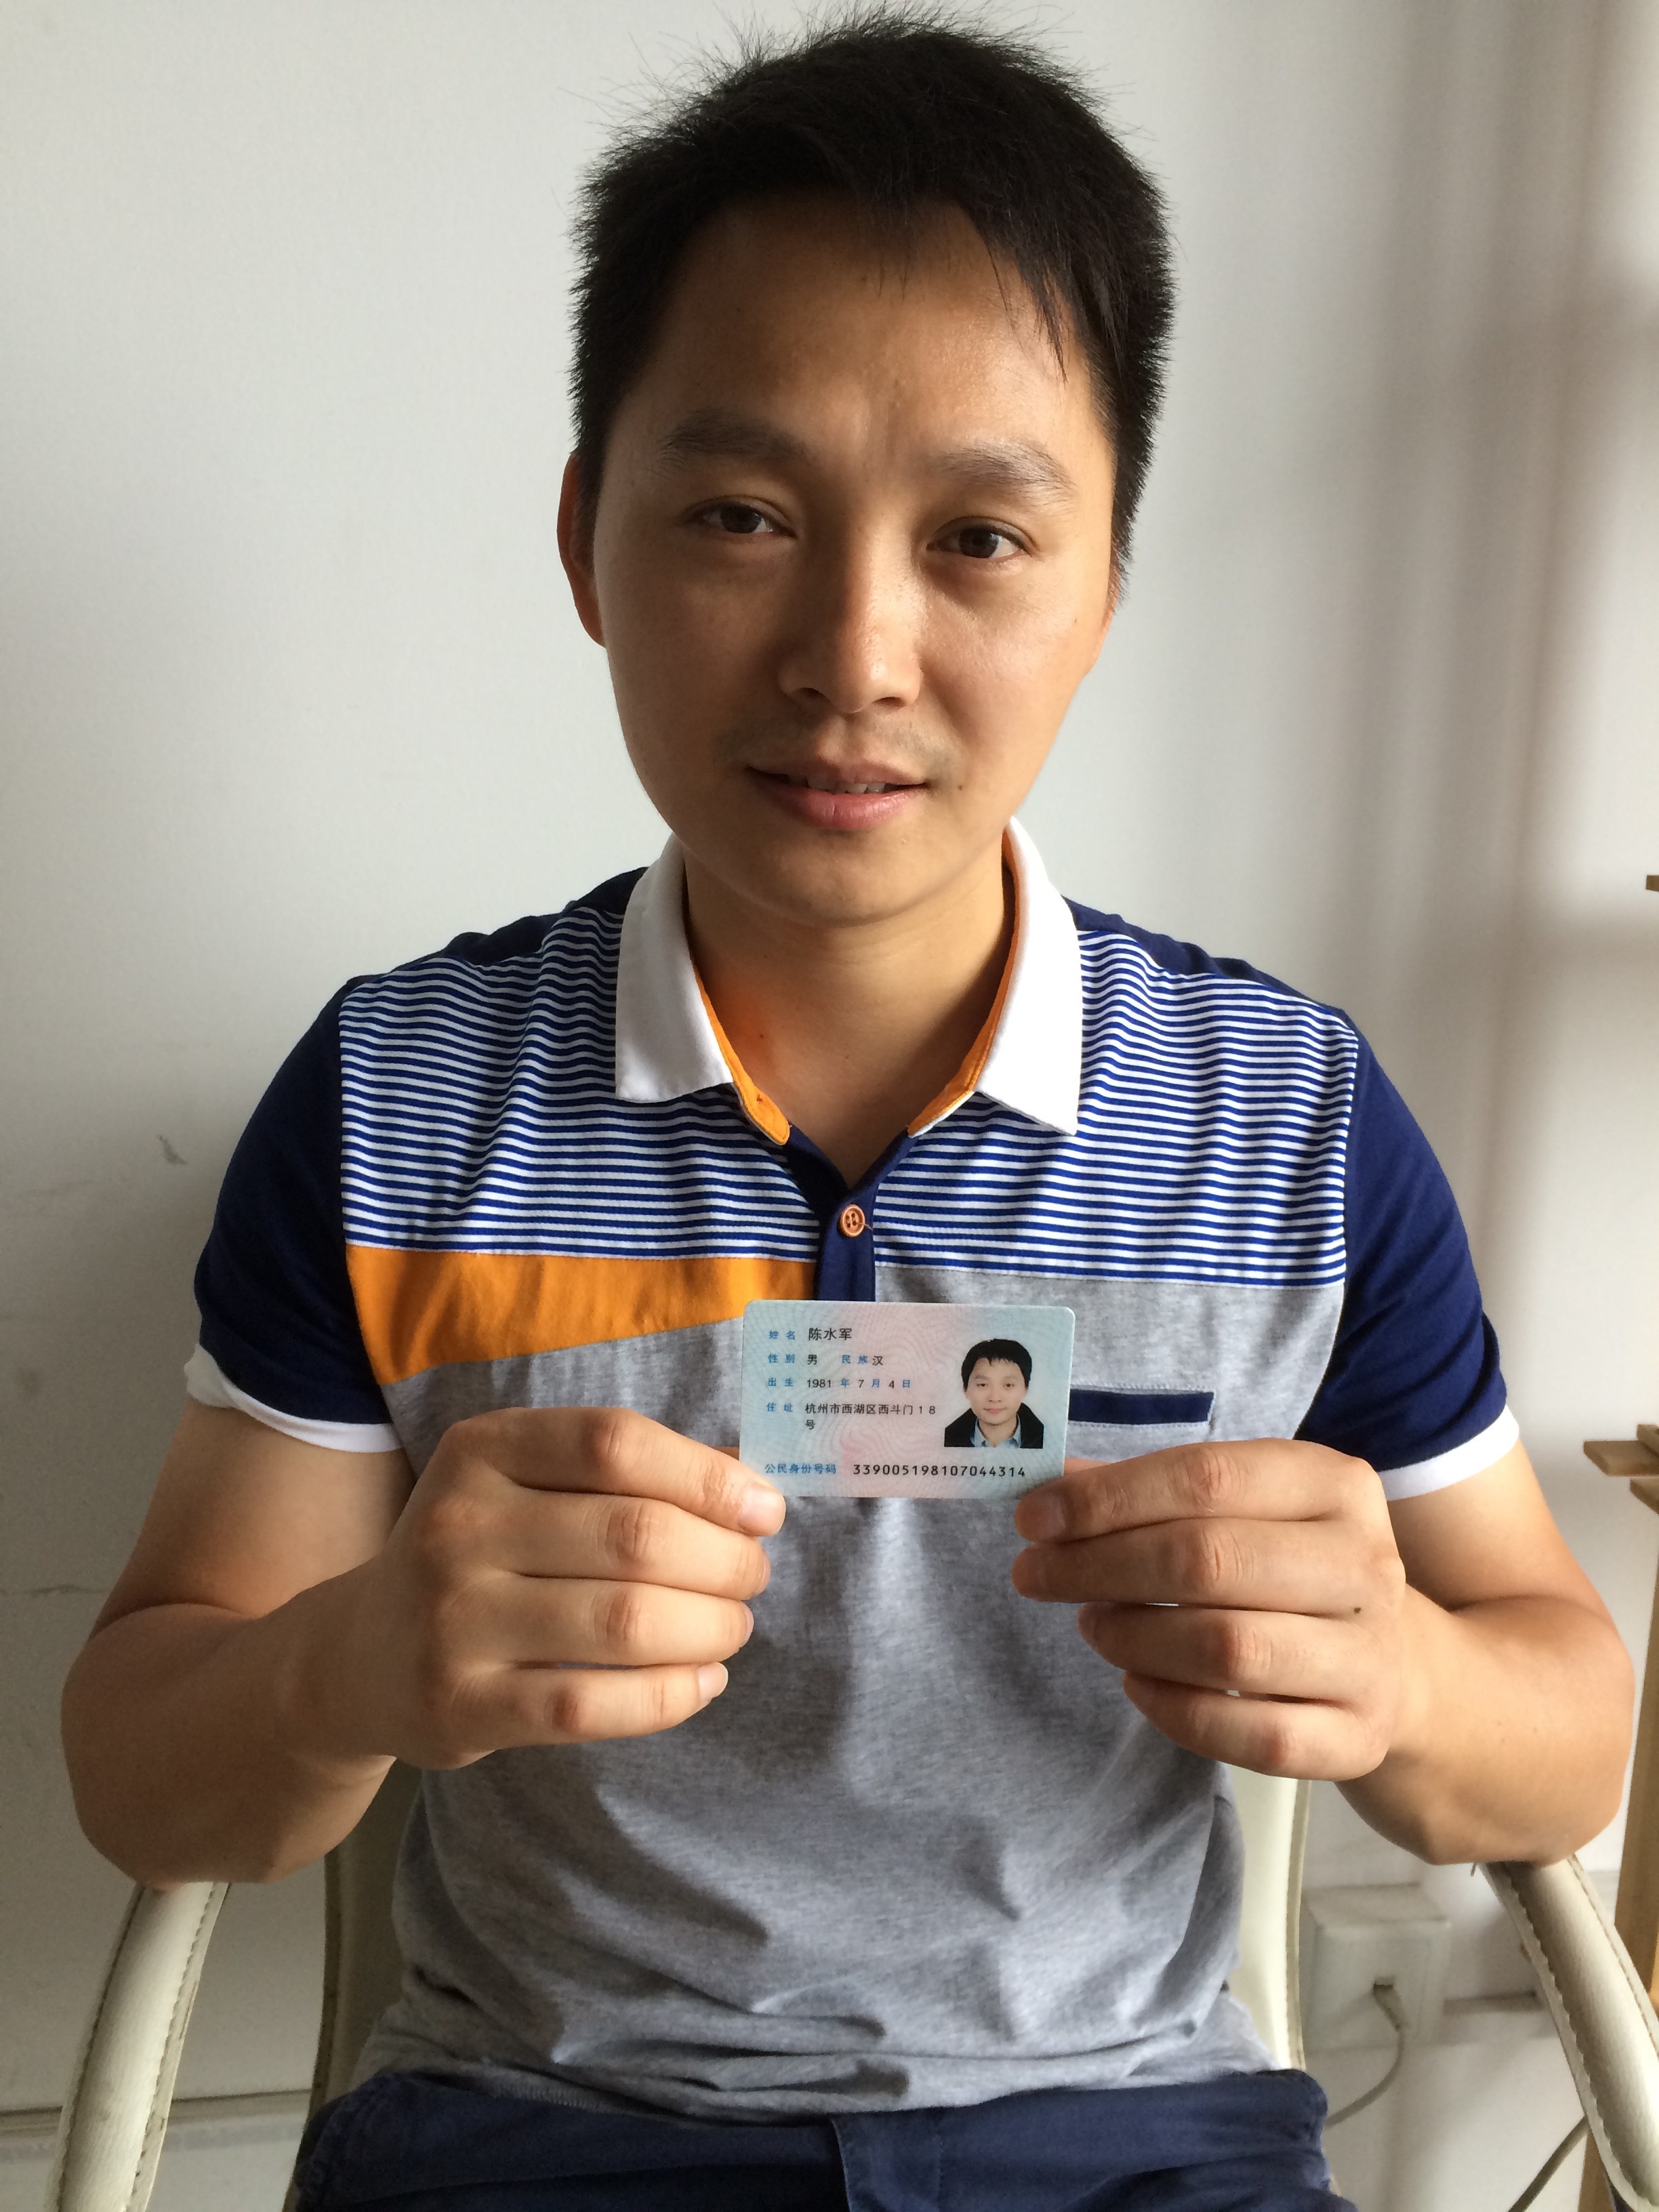 姓名 陈水军
性别 男 民族 汉
出生 1981 年 7 月 4 日
住址 杭州市西湖区西斗门18
号
公民身份号码 339005198107044314